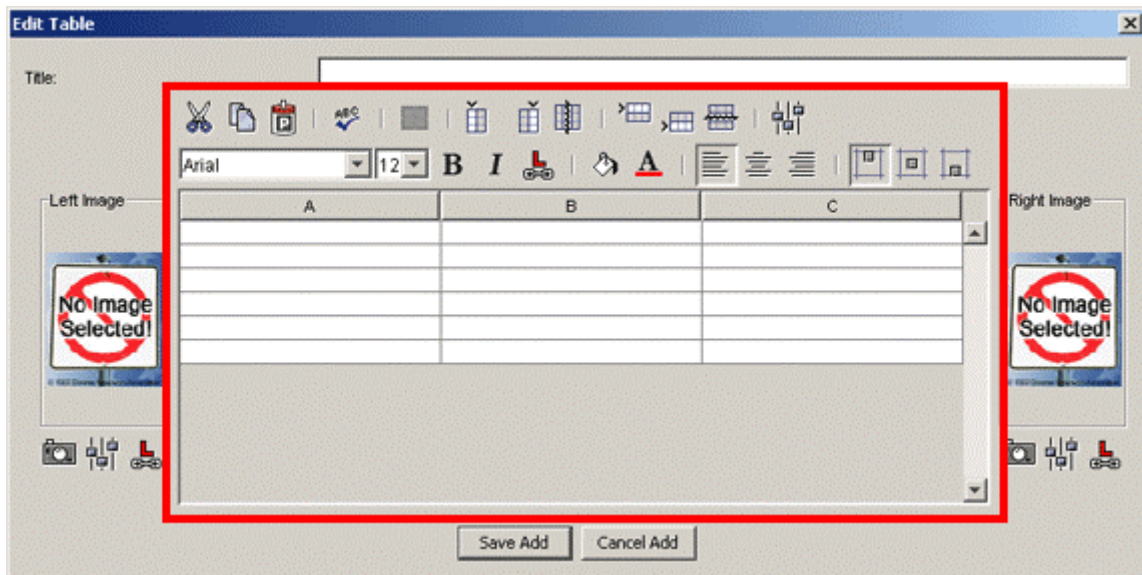 Edit Table
Title:
ABC
Arial
12
B I L
A
Left Image
A B C
Right Image
No Image
Selected!
No Image
Selected!
L
L
Save Add
Cancel Add